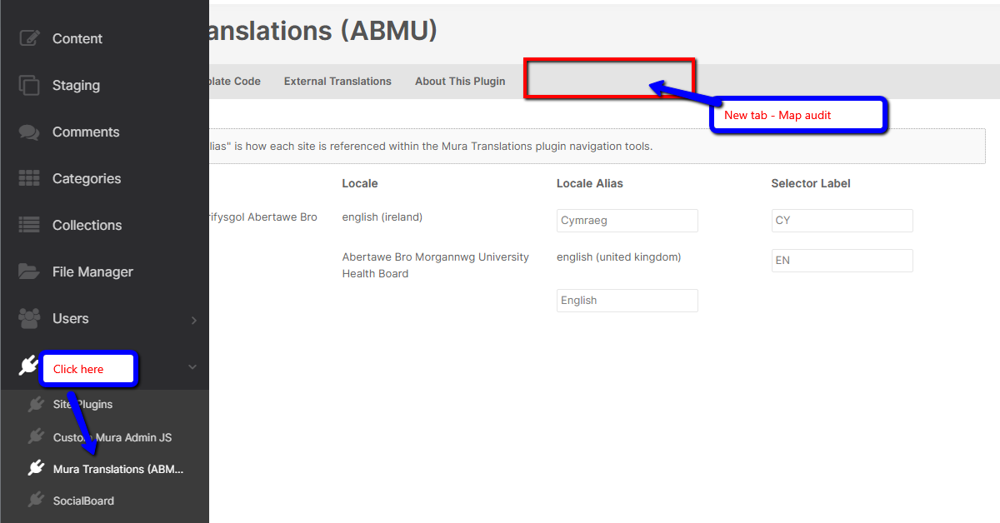 Content
Staging
Comments
Categories
Collections
File Manager
Users
Click here
Site Plugins
Custom Mura Admin JS
Mura Translations (ABM...
SocialBoard
anslations (ABMU)
plate Code External Translations About This Plugin
New tab - Map audit
lias" is how each site is referenced within the Mura Translations plugin navigation tools.
Locale Locale Alias Selector Label
rifysgol Abertawe Bro english (ireland) Cymraeg CY
Abertawe Bro Morgannwg University english (united kingdom) EN
Health Board
English